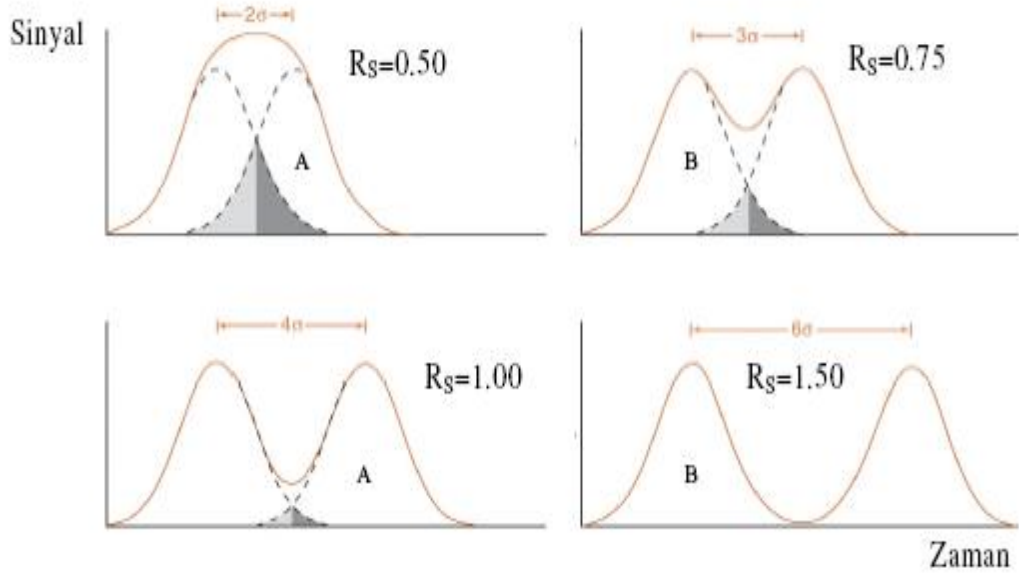 Sinyal
2σ
Rs=0.50
A
3σ
Rs=0.75
B
4σ
Rs=1.00
A
6σ
Rs=1.50
B
Zaman